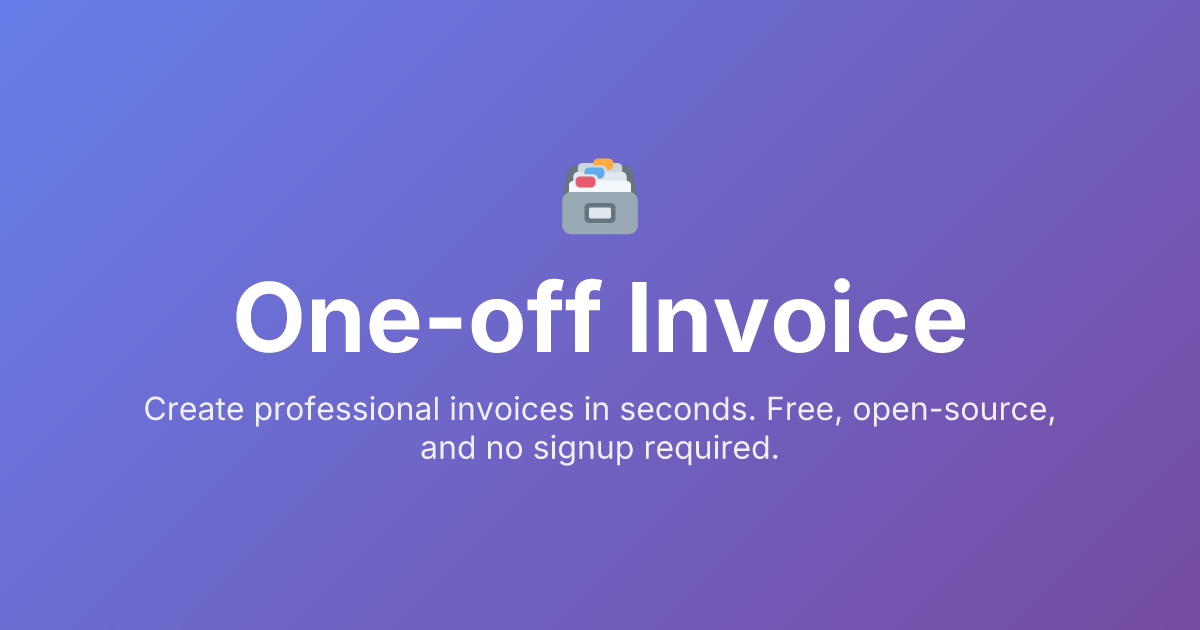 One-off Invoice
Create professional invoices in seconds. Free, open-source,
and no signup required.